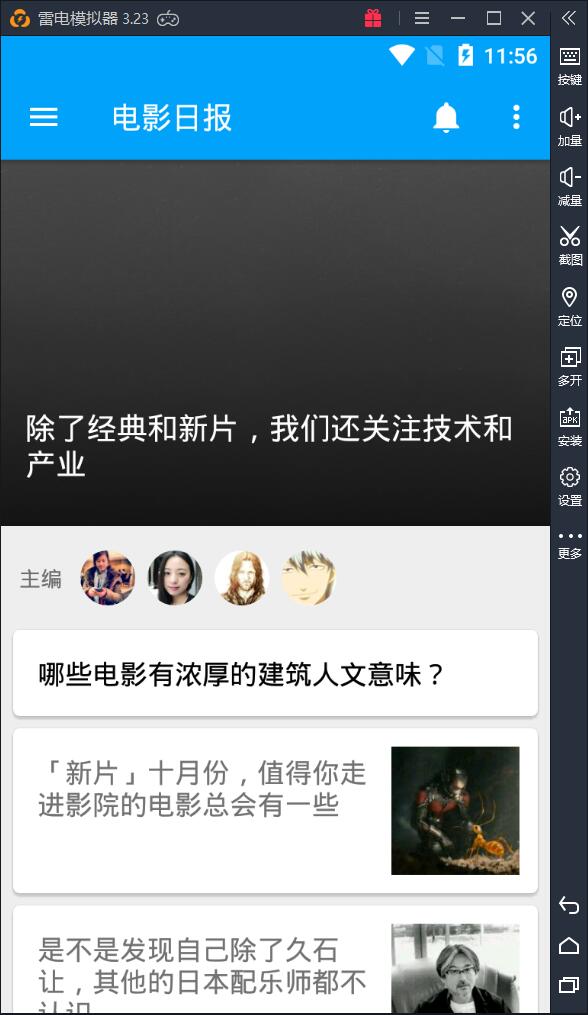 雷电模拟器 3.23
11:56
电影日报
除了经典和新片，我们还关注技术和
产业
主编
哪些电影有浓厚的建筑人文意味？
「新片」十月份，值得你走
进影院的电影总会有一些
是不是发现自己除了久石
让，其他的日本配乐师都不
认识
按键
加量
减量
截图
定位
多开
APK
安装
设置
更多